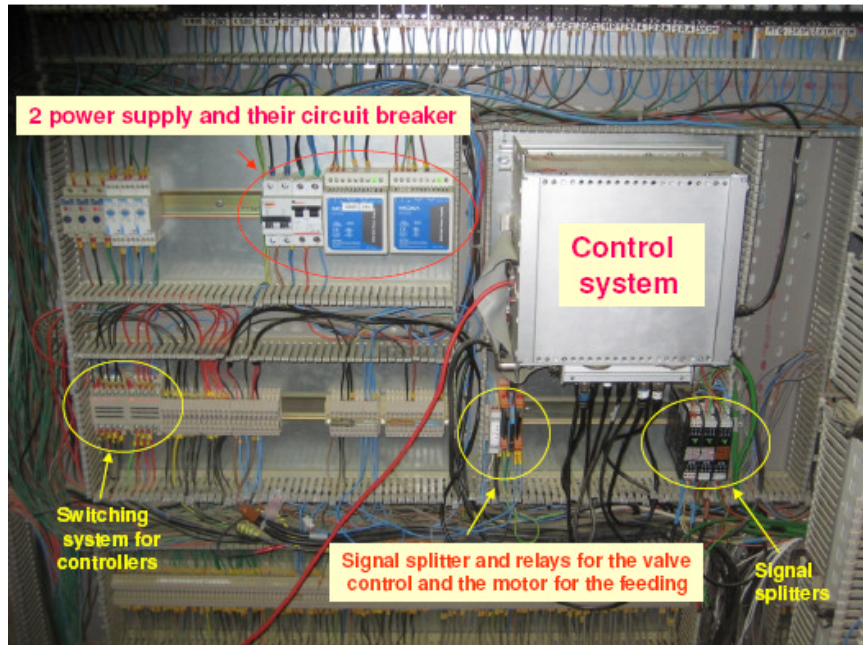 2 power supply and their circuit breaker
Control
system
Switching
system for
controllers
Signal splitter and relays for the valve
control and the motor for the feeding
Signal
splitters